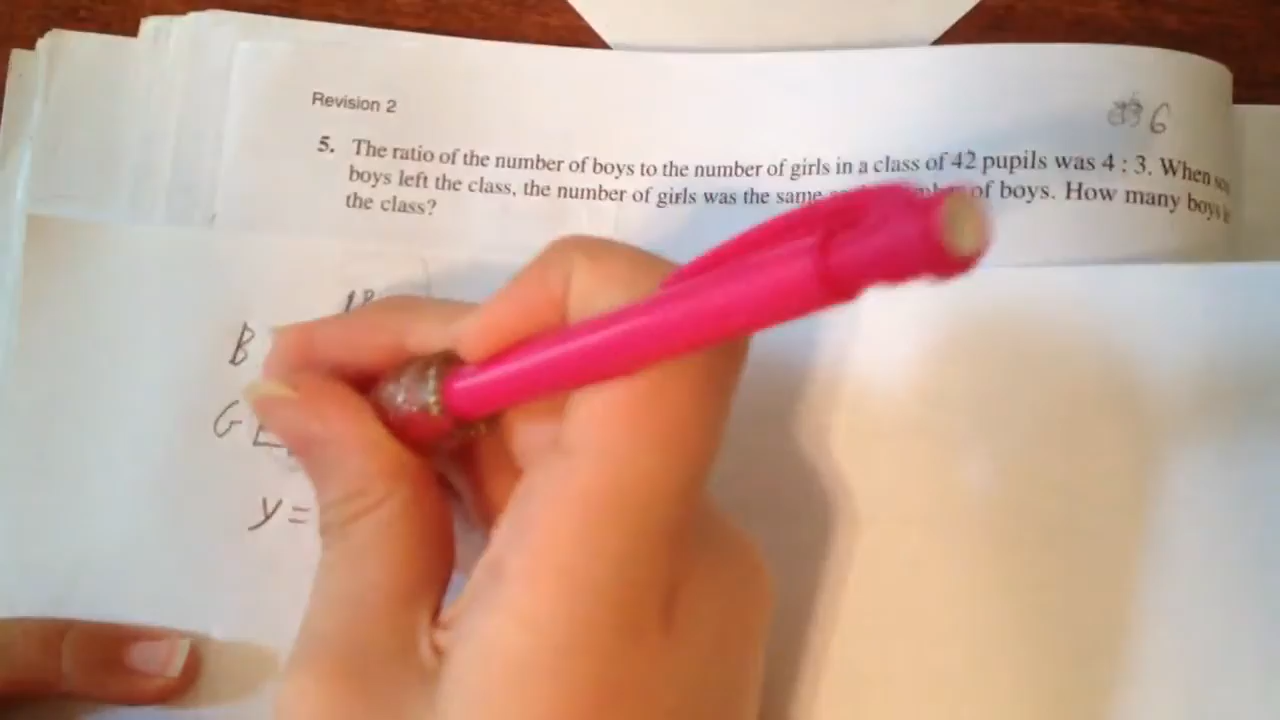 Revision 2
6
5. The ratio of the number of boys to the number of girls in a class of 42 pupils was 4 : 3. When
boys left the class, the number of girls was the same of boys. How many boys
the class?
B
G
y =